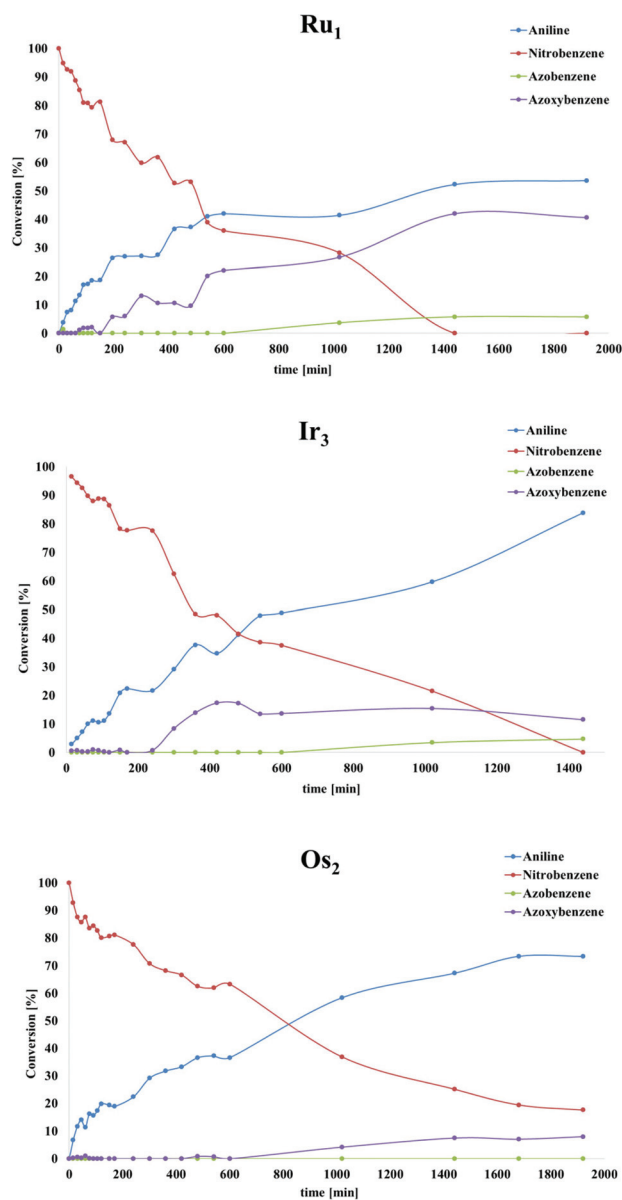 Ru1
Aniline
Nitrobenzene
Azobenzene
Azoxybenzene
Conversion [%]
100
90
80
70
60
50
40
30
20
10
0
0 200 400 600 800 1000 1200 1400 1600 1800 2000
time [min]
Ir3
Aniline
Nitrobenzene
Azobenzene
Azoxybenzene
Conversion [%]
100
90
80
70
60
50
40
30
20
10
0
0 200 400 600 800 1000 1200 1400
time [min]
Os2
Aniline
Nitrobenzene
Azobenzene
Azoxybenzene
Conversion [%]
100
90
80
70
60
50
40
30
20
10
0
0 200 400 600 800 1000 1200 1400 1600 1800 2000
time [min]